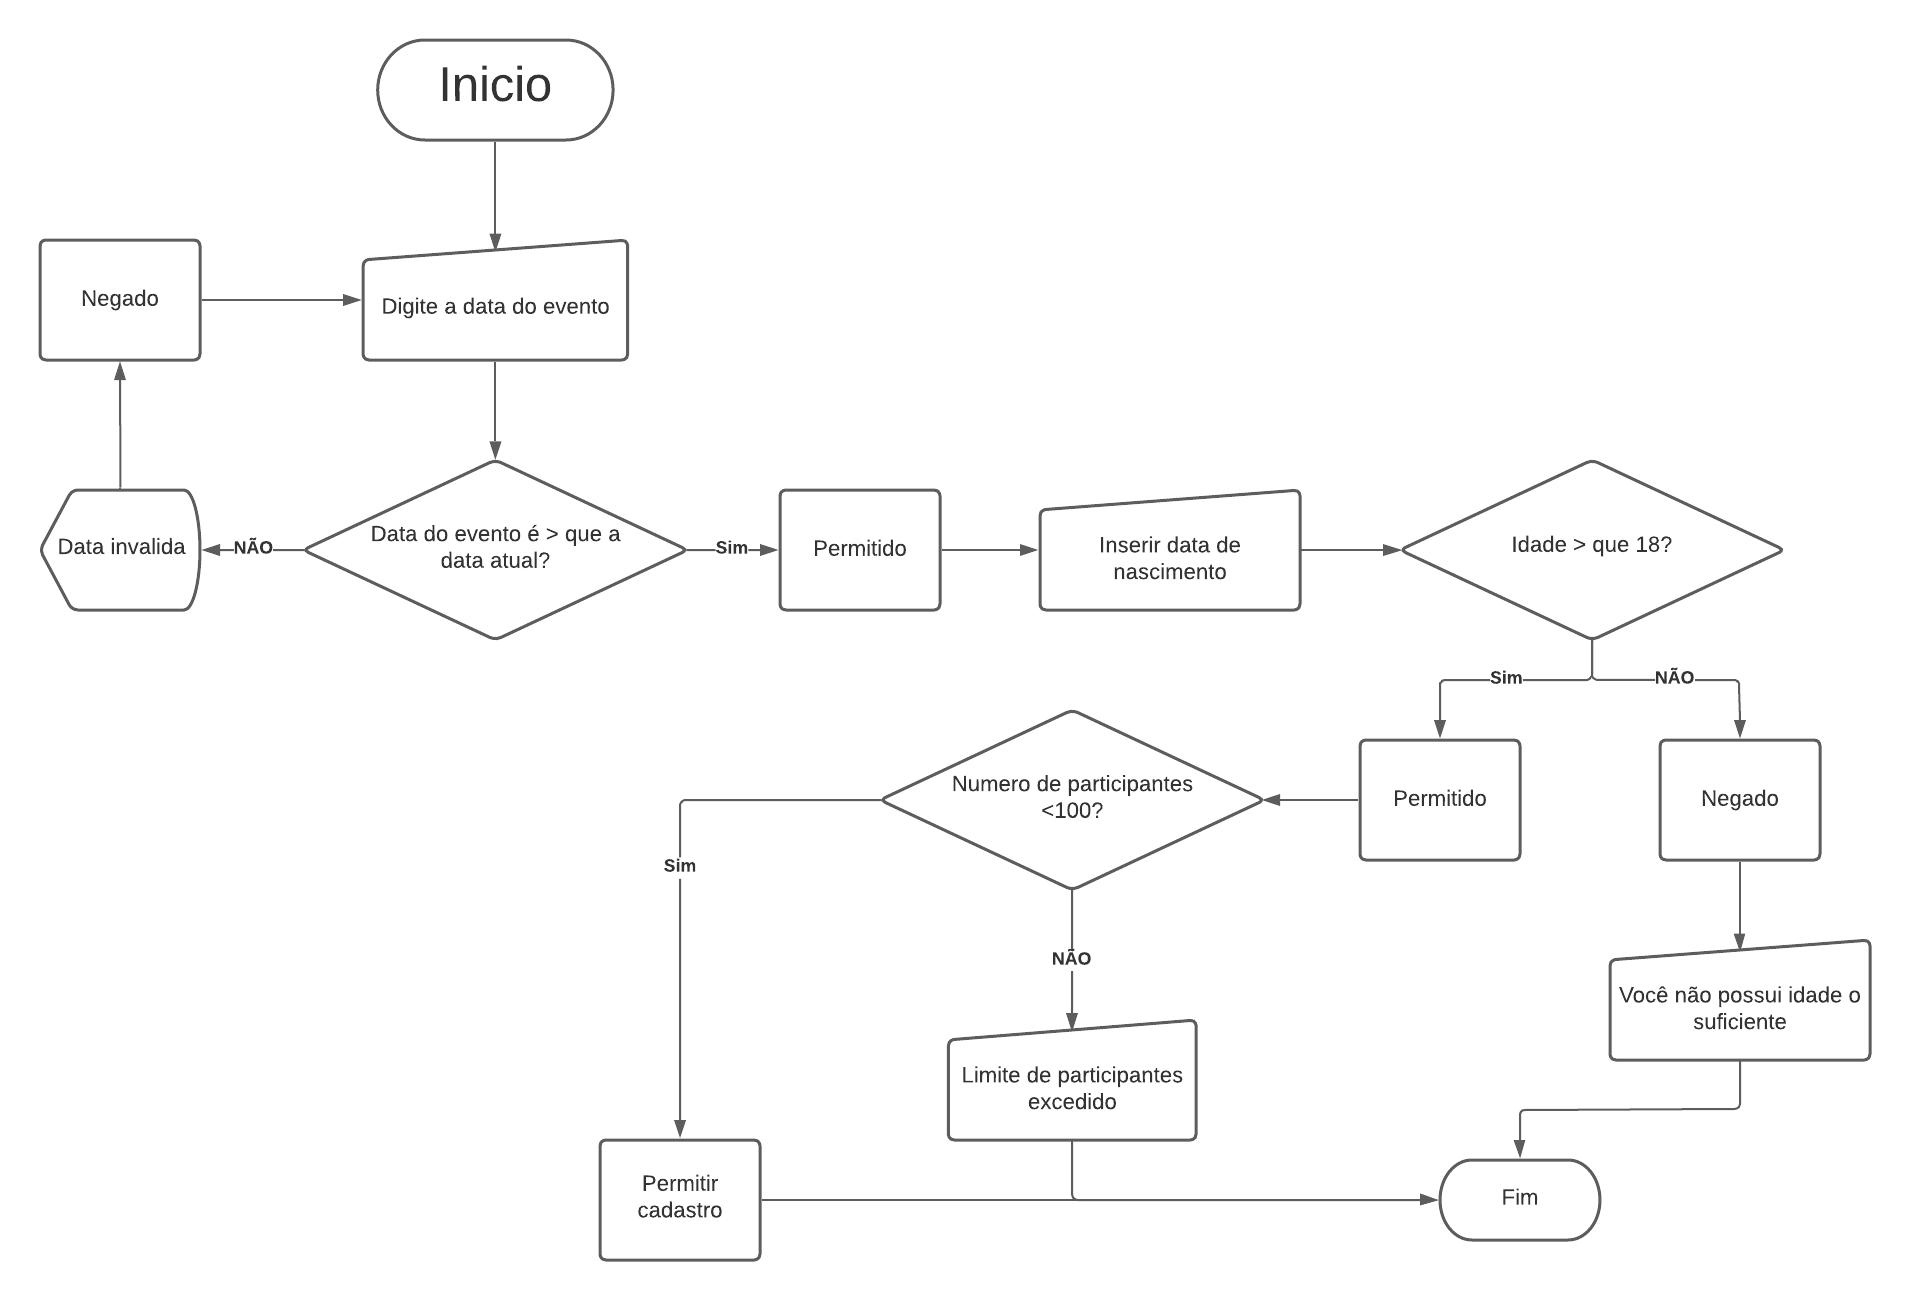 Inicio
Negado
Digite a data do evento
Data invalida
NÃO
Data do evento é > que a
data atual?
Sim
Permitido
Inserir data de
nascimento
Idade > que 18?
Sim
NÃO
Numero de participantes
<100?
Permitido
Negado
Sim
NÃO
Você não possui idade o
suficiente
Limite de participantes
excedido
Permitir
cadastro
Fim